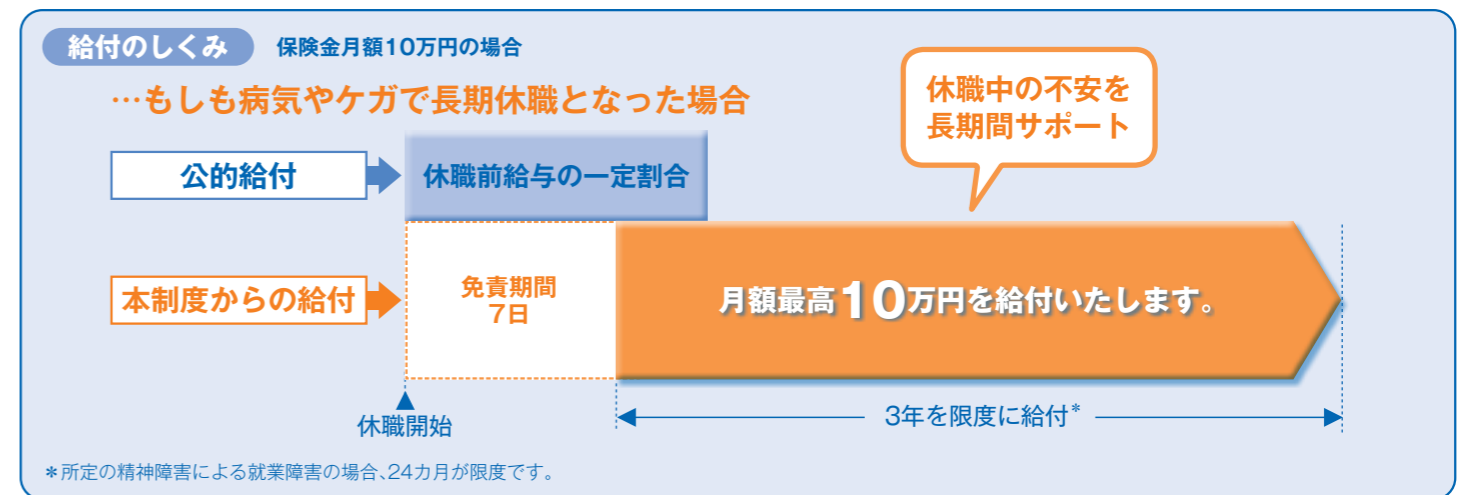 給付のしくみ 保険金月額10万円の場合
…もしも病気やケガで長期休職となった場合
休職中の不安を
長期間サポート
公的給付
休職前給与の一定割合
本制度からの給付
免責期間
7日
月額最高10万円を給付いたします。
休職開始
3年を限度に給付*
*所定の精神障害による就業障害の場合、24カ月が限度です。